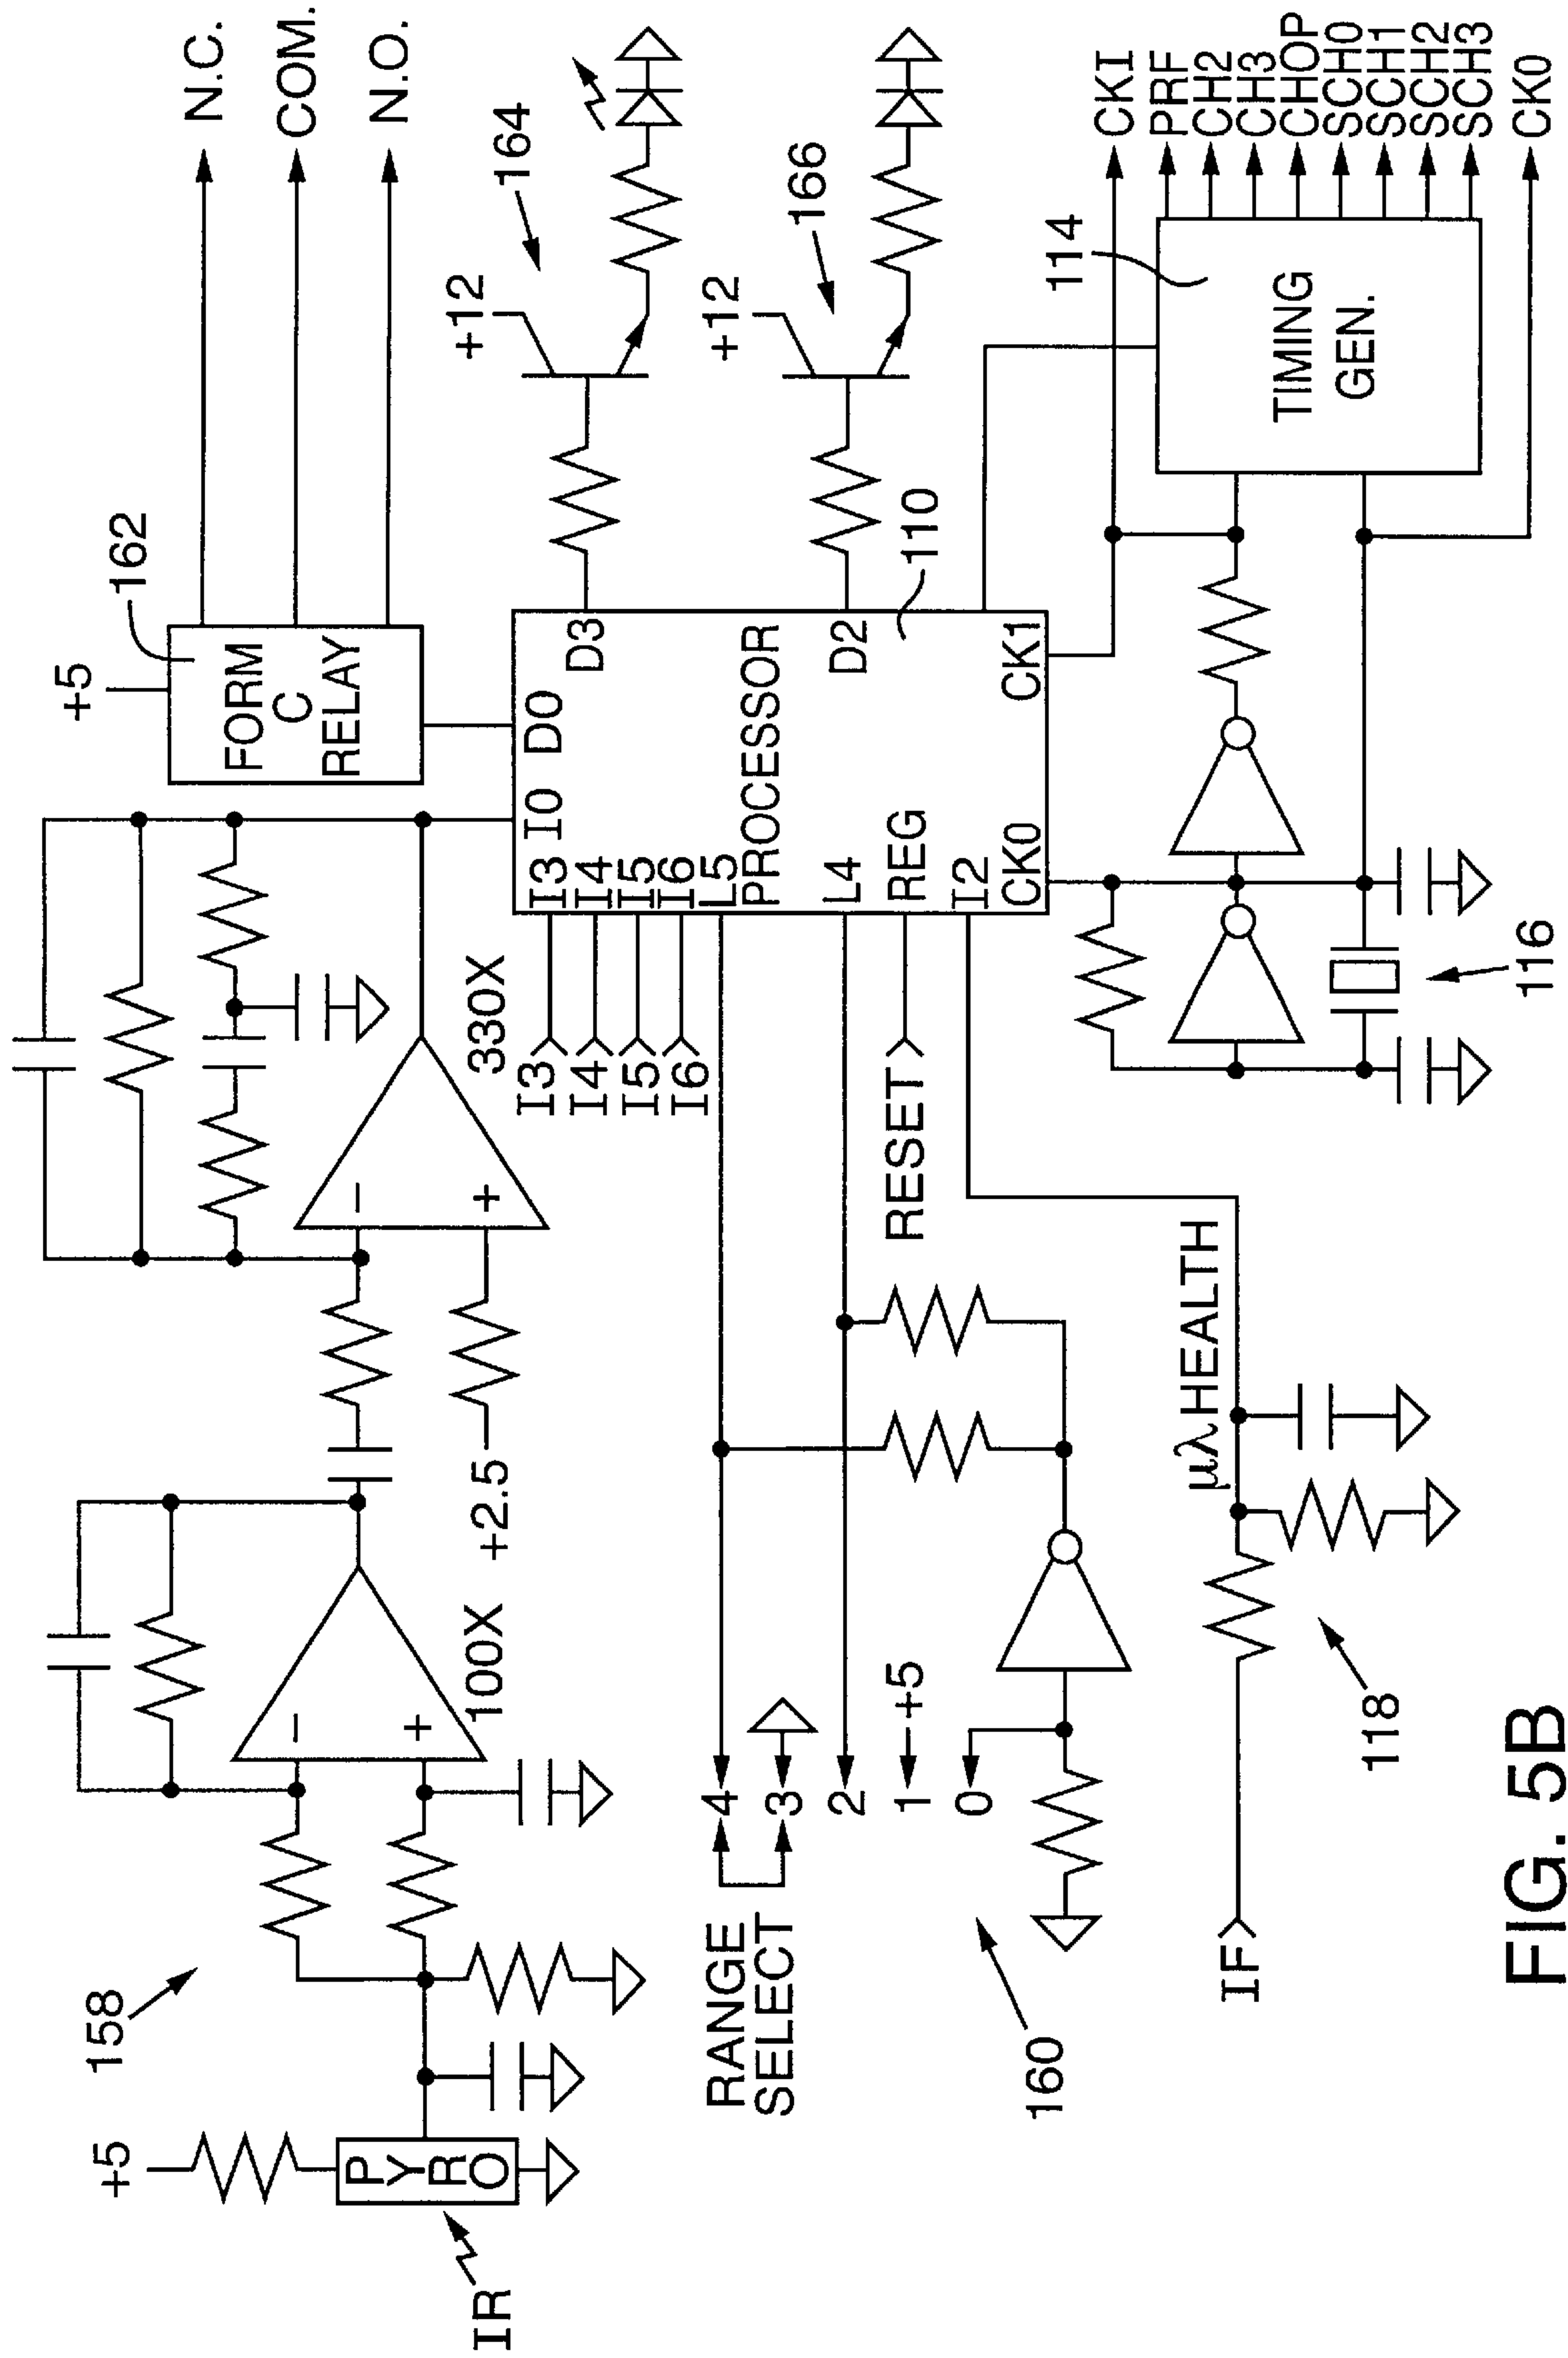 158
+5
PYRO
IR
100X
+2.5
330X
+5
162
FORM
C
RELAY
N.C.
COM.
N.O.
I3
I4
I5
I6
I3
I4
I5
I6
L5
I0
D0
D3
PROCESSOR
L4
D2
REG
110
I2
CK0
CK1
+12
164
+12
166
RANGE
SELECT
4
3
2
1
+5
0
RESET
160
µλ HEALTH
IF
118
116
114
TIMING
GEN.
CKI
PRF
CH2
CH3
CHOP
SCH0
SCH1
SCH2
SCH3
CK0
FIG. 5B